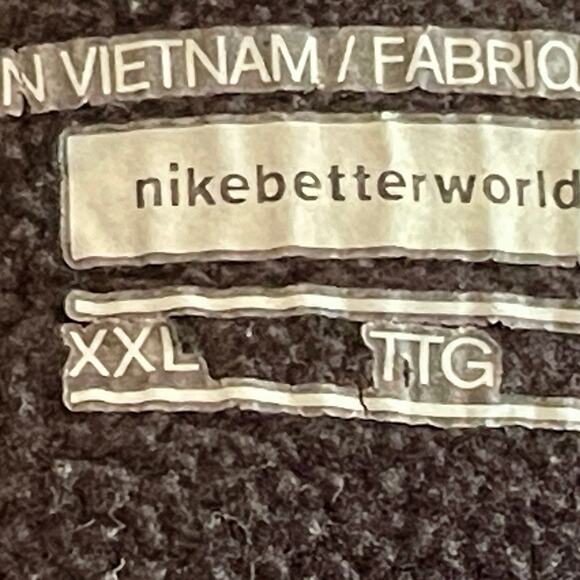 N VIETNAM / FABRIQ
nikebetterworld
XXL TTG